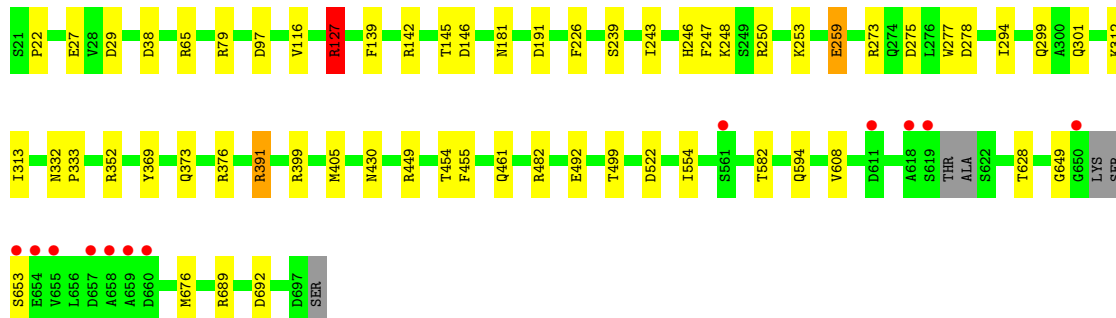 S21 P22 E27 V28 D29 D38 R65 R79 D97 V116 R127 F139 R142 T145 D146 N181 D191 F226 S239 I243 H246 F247 K248 S249 R250 K253 E259 R273 Q274 D275 L276 W277 D278 I294 Q299 A300 Q301 K312
I313 N332 P333 R352 Y369 Q373 R376 R391 R399 M405 N430 R449 T454 F455 Q461 R482 E492 T499 D522 I554 S561 T582 Q594 V608 D611 A618 S619 THR ALA S622 T628 G649 G650 LYS SER
S653 E654 V655 L656 D657 A658 A659 D660 M676 R689 D692 D697 SER